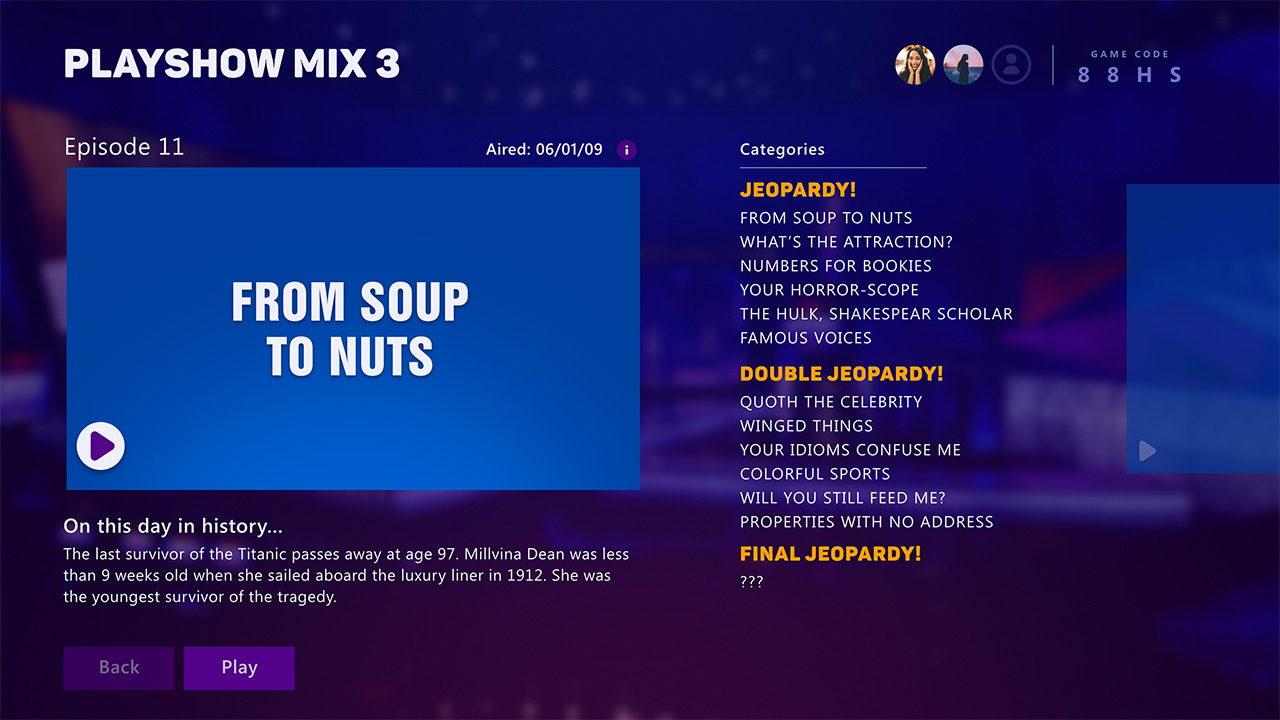 PLAYSHOW MIX 3
GAME CODE
8 8 H S
Episode 11
Aired: 06/01/09
i
FROM SOUP
TO NUTS
On this day in history...
The last survivor of the Titanic passes away at age 97. Millvina Dean was less
than 9 weeks old when she sailed aboard the luxury liner in 1912. She was
the youngest survivor of the tragedy.
Back
Play
Categories
JEOPARDY!
FROM SOUP TO NUTS
WHAT'S THE ATTRACTION?
NUMBERS FOR BOOKIES
YOUR HORROR-SCOPE
THE HULK, SHAKESPEAR SCHOLAR
FAMOUS VOICES
DOUBLE JEOPARDY!
QUOTH THE CELEBRITY
WINGED THINGS
YOUR IDIOMS CONFUSE ME
COLORFUL SPORTS
WILL YOU STILL FEED ME?
PROPERTIES WITH NO ADDRESS
FINAL JEOPARDY!
???